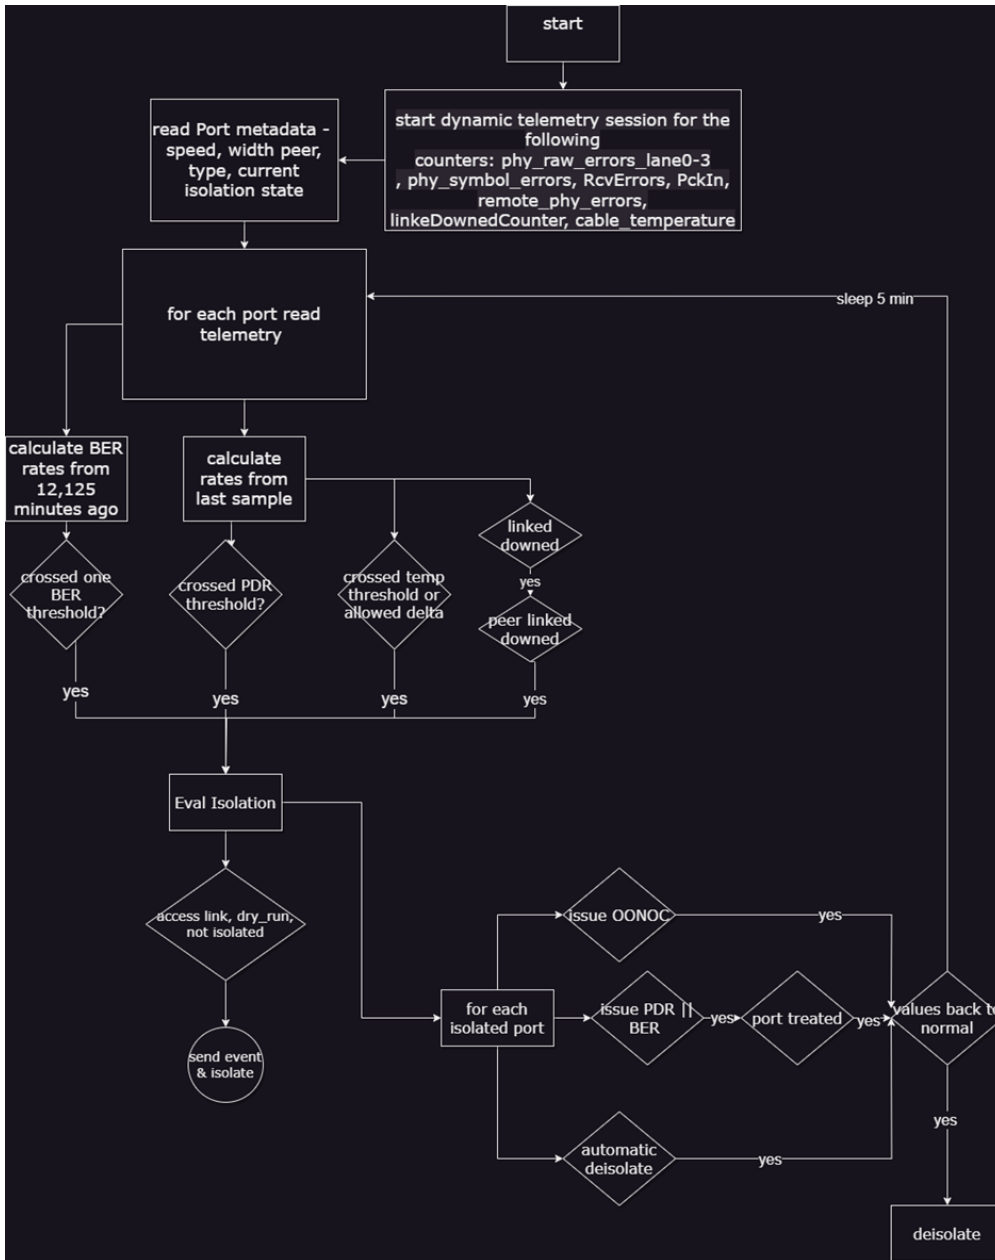 start
start dynamic telemetry session for the
following
counters: phy_raw_errors_lane0-3
, phy_symbol_errors, RcvErrors, PckIn,
remote_phy_errors,
linkeDownedCounter, cable_temperature
read Port metadata -
speed, width peer,
type, current
isolation state
for each port read
telemetry
sleep 5 min
calculate BER
rates from
12,125
minutes ago
calculate
rates from
last sample
linked
downed
yes
peer linked
downed
crossed one
BER
threshold?
crossed PDR
threshold?
crossed temp
threshold or
allowed delta
yes
yes
yes
yes
Eval Isolation
access link, dry_run,
not isolated
send event
& isolate
for each
isolated port
issue OONOC
yes
issue PDR ||
BER
yes
port treated
yes
values back to
normal
automatic
deisolate
yes
yes
deisolate